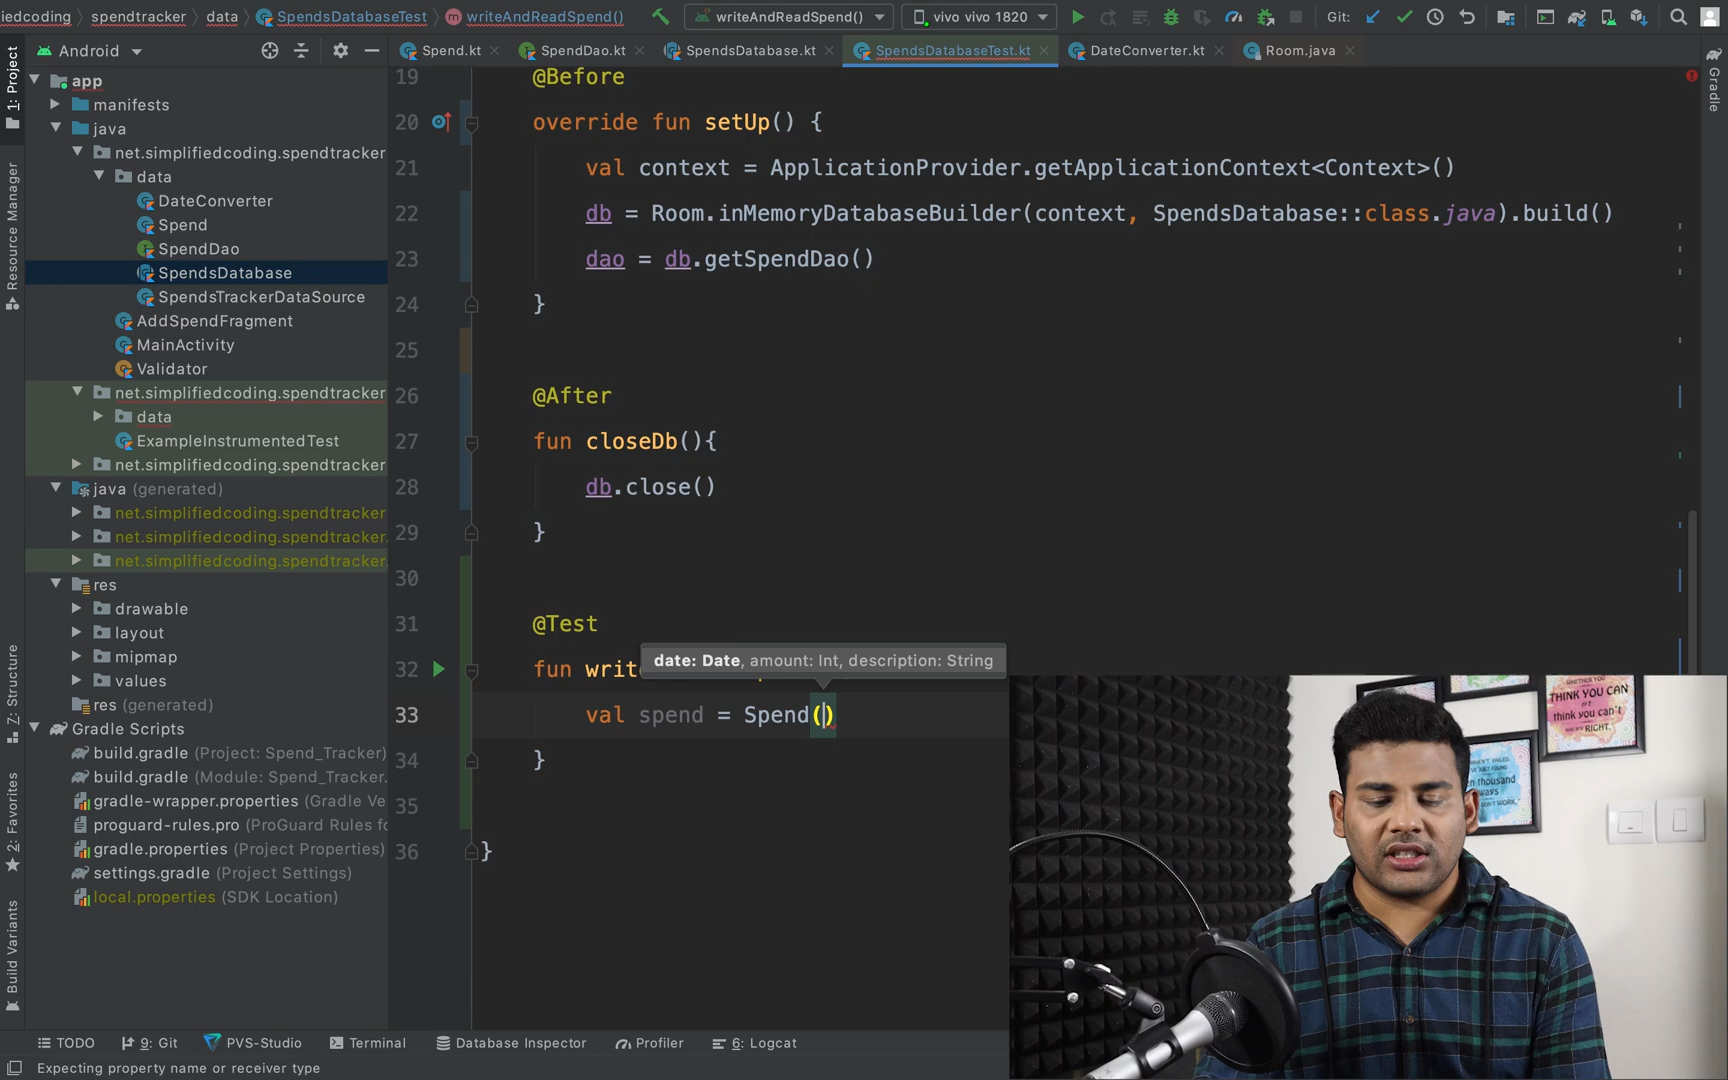 iedcoding
spendtracker
data
SpendsDatabaseTest
writeAndReadSpend()
writeAndReadSpend()
vivo vivo 1820
Git:
Android
Spend.kt
SpendDao.kt
SpendsDatabase.kt
SpendsDatabaseTest.kt
DateConverter.kt
Room.java
1: Project
Resource Manager
7: Structure
2: Favorites
Build Variants
Gradle
app
manifests
java
net.simplifiedcoding.spendtracker
data
DateConverter
Spend
SpendDao
SpendsDatabase
SpendsTrackerDataSource
AddSpendFragment
MainActivity
Validator
net.simplifiedcoding.spendtracker
data
ExampleInstrumentedTest
net.simplifiedcoding.spendtracker
java (generated)
net.simplifiedcoding.spendtracker
net.simplifiedcoding.spendtracker.
net.simplifiedcoding.spendtracker.
res
drawable
layout
mipmap
values
res (generated)
Gradle Scripts
build.gradle (Project: Spend_Tracker)
build.gradle (Module: Spend_Tracker.
gradle-wrapper.properties (Gradle Ve
proguard-rules.pro (ProGuard Rules fo
gradle.properties (Project Properties)
settings.gradle (Project Settings)
local.properties (SDK Location)
19 @Before
20 override fun setUp() {
21 val context = ApplicationProvider.getApplicationContext<Context>()
22 db = Room.inMemoryDatabaseBuilder(context, SpendsDatabase::class.java).build()
23 dao = db.getSpendDao()
24 }
25
26 @After
27 fun closeDb(){
28 db.close()
29 }
30
31 @Test
date: Date, amount: Int, description: String
32 fun writ
33 val spend = Spend()
34 }
35
36 }
WHETHER YOU
THINK YOU CAN
or think you can't
YOU'RE RIGHT.
TODO
9: Git
PVS-Studio
Terminal
Database Inspector
Profiler
6: Logcat
Expecting property name or receiver type